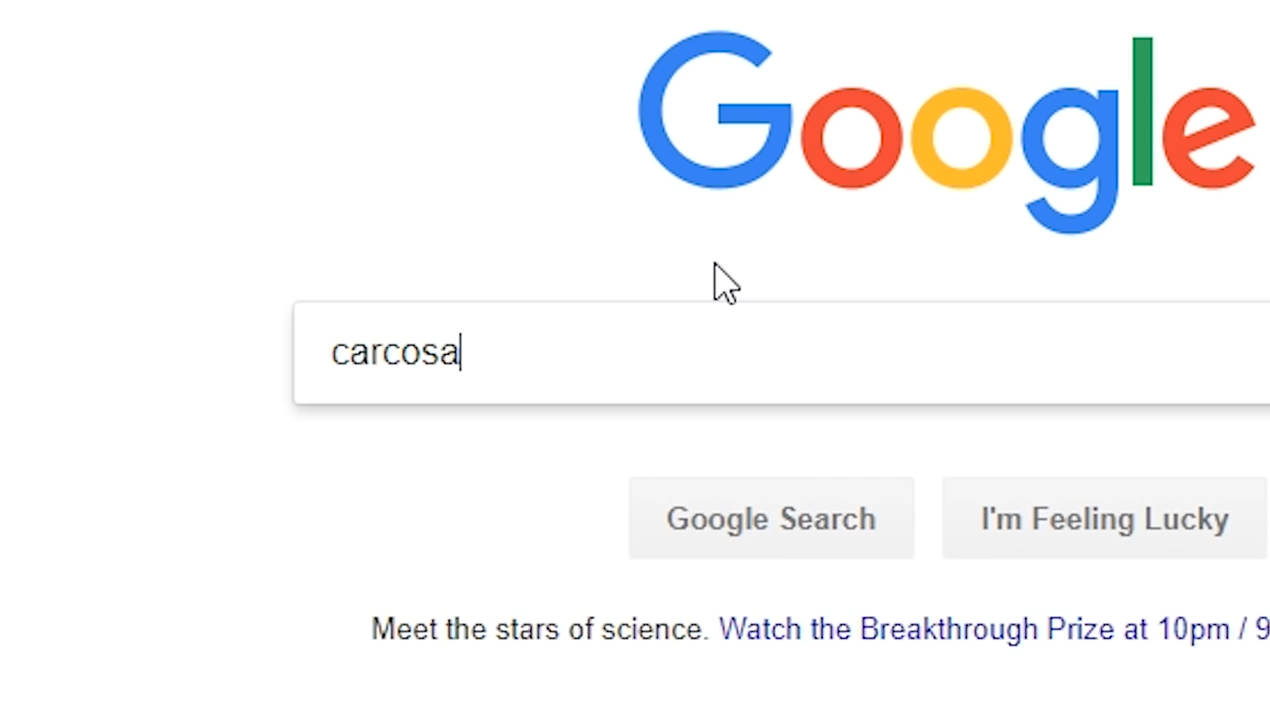 Google
carcosa
Google Search I'm Feeling Lucky
Meet the stars of science. Watch the Breakthrough Prize at 10pm / 9